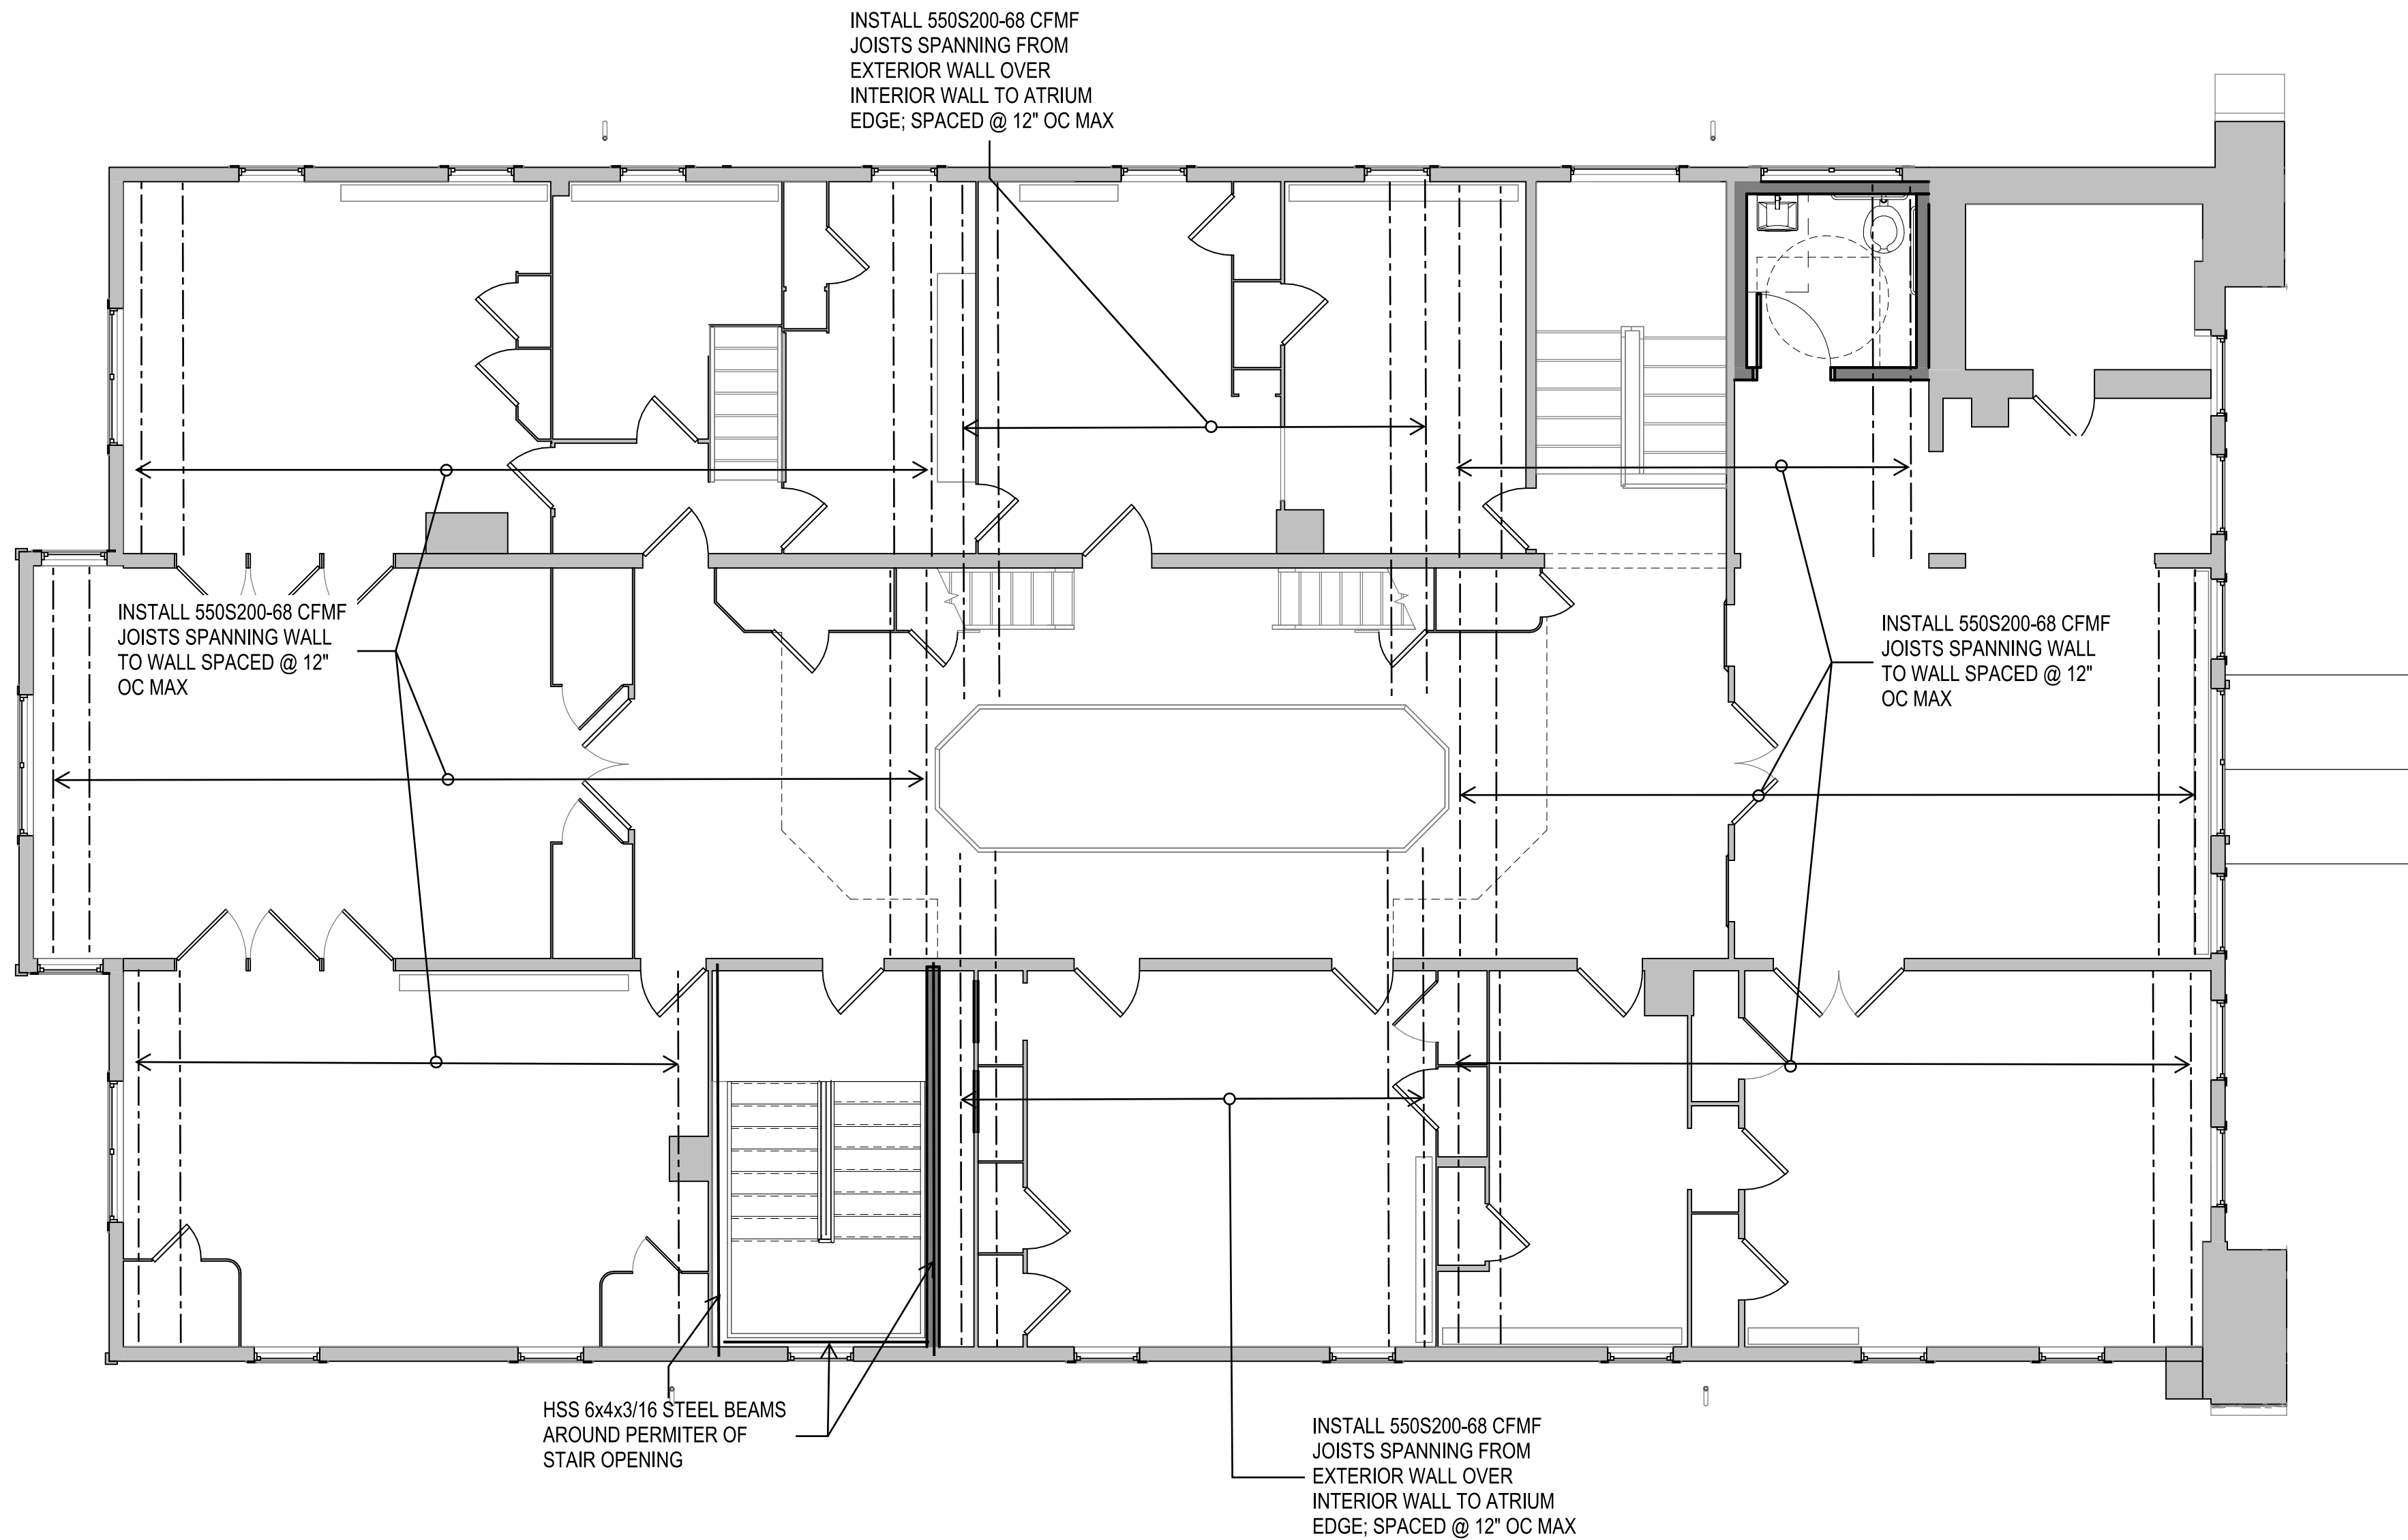 INSTALL 550S200-68 CFMF
JOISTS SPANNING FROM
EXTERIOR WALL OVER
INTERIOR WALL TO ATRIUM
EDGE; SPACED @ 12" OC MAX
INSTALL 550S200-68 CFMF
JOISTS SPANNING WALL
TO WALL SPACED @ 12"
OC MAX
INSTALL 550S200-68 CFMF
JOISTS SPANNING WALL
TO WALL SPACED @ 12"
OC MAX
HSS 6x4x3/16 STEEL BEAMS
AROUND PERMITER OF
STAIR OPENING
INSTALL 550S200-68 CFMF
JOISTS SPANNING FROM
EXTERIOR WALL OVER
INTERIOR WALL TO ATRIUM
EDGE; SPACED @ 12" OC MAX